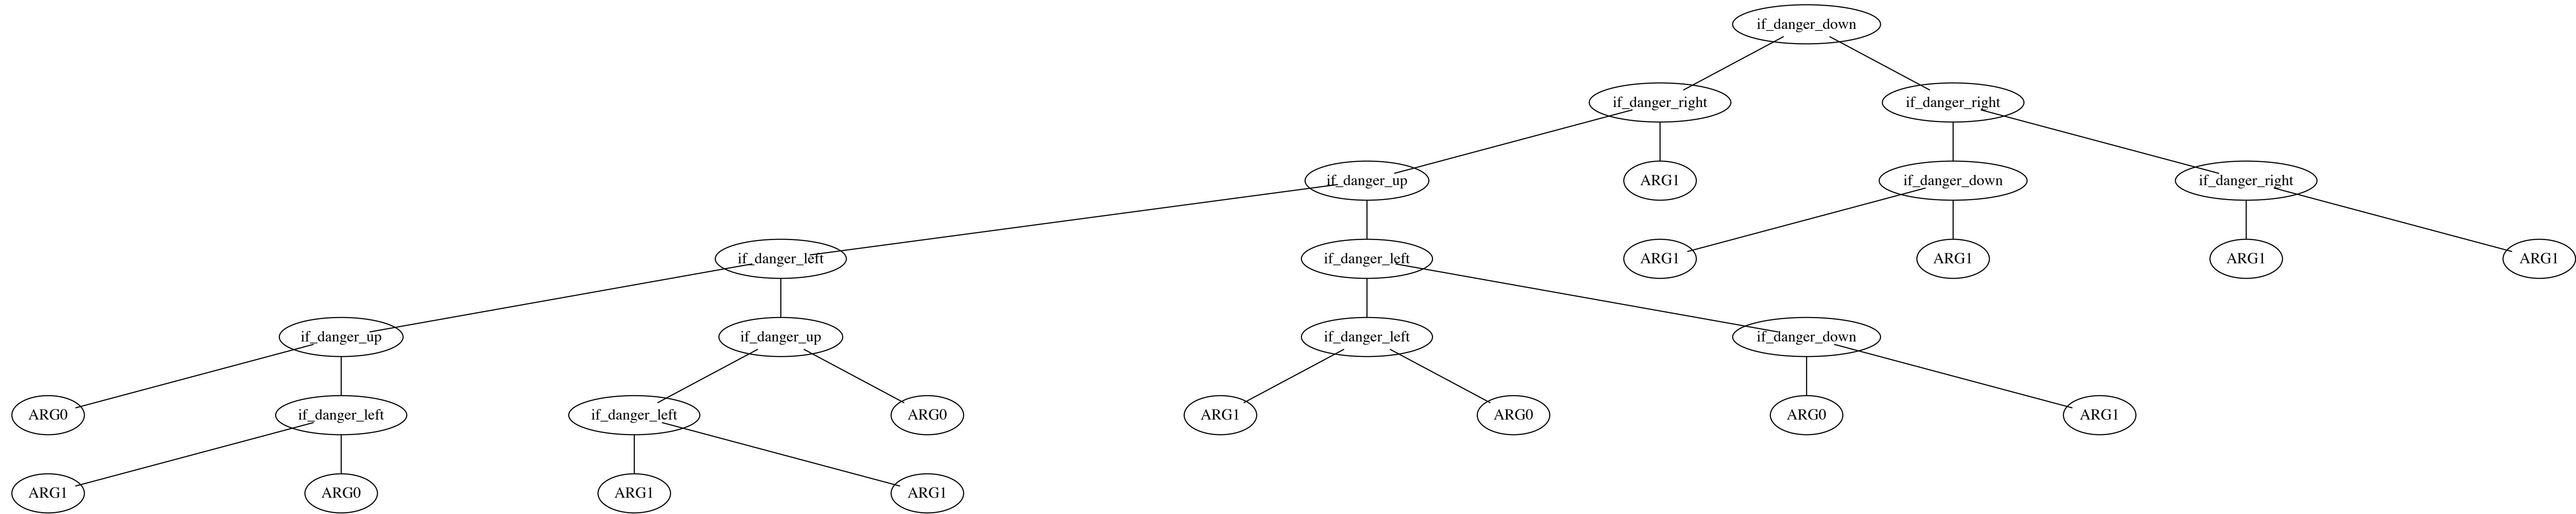 if_danger_down
if_danger_right if_danger_right
if_danger_up ARG1 if_danger_down if_danger_right
if_danger_left if_danger_left ARG1 ARG1 ARG1 ARG1
if_danger_up if_danger_up if_danger_left if_danger_down
ARG0 if_danger_left if_danger_left ARG0 ARG1 ARG0 ARG0 ARG1
ARG1 ARG0 ARG1 ARG1